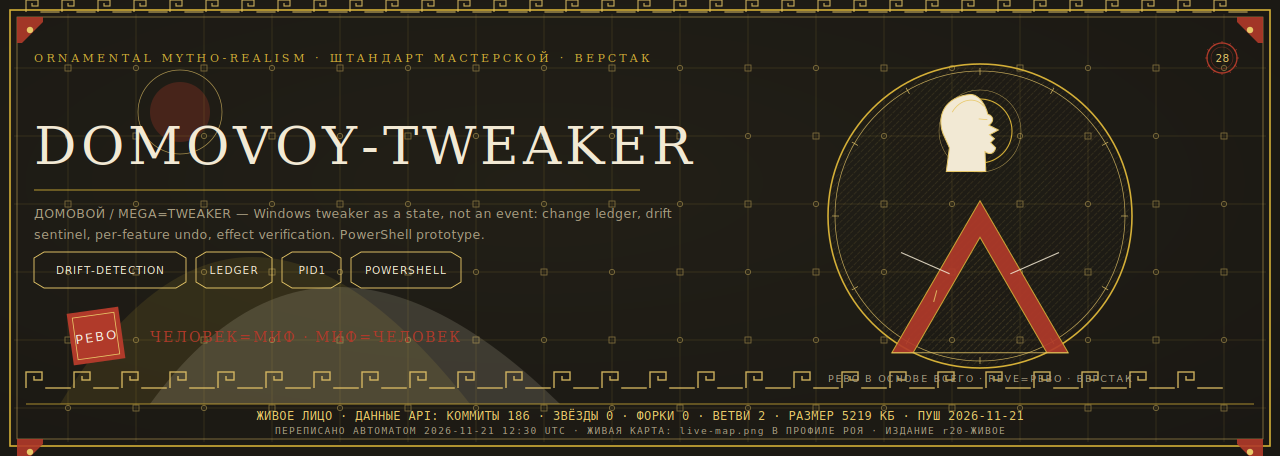 ORNAMENTAL MYTHO-REALISM · ШТАНДАРТ МАСТЕРСКОЙ · ВЕРСТАК
28
DOMOVOY-TWEAKER
ДОМОВОЙ / MEGA=TWEAKER — Windows tweaker as a state, not an event: change ledger, drift
sentinel, per-feature undo, effect verification. PowerShell prototype.
DRIFT-DETECTION LEDGER PID1 POWERSHELL
РЕВО
ЧЕЛОВЕК=МИФ · МИФ=ЧЕЛОВЕК
РЕВО В ОСНОВЕ ВСЕГО · REVE=РЕВО · ВЕРСТАК
ЖИВОЕ ЛИЦО · ДАННЫЕ API: КОММИТЫ 186 · ЗВЁЗДЫ 0 · ФОРКИ 0 · ВЕТВИ 2 · РАЗМЕР 5219 КБ · ПУШ 2026-11-21
ПЕРЕПИСАНО АВТОМАТОМ 2026-11-21 12:30 UTC · ЖИВАЯ КАРТА: live-map.png В ПРОФИЛЕ РОЯ · ИЗДАНИЕ r20-ЖИВОЕ